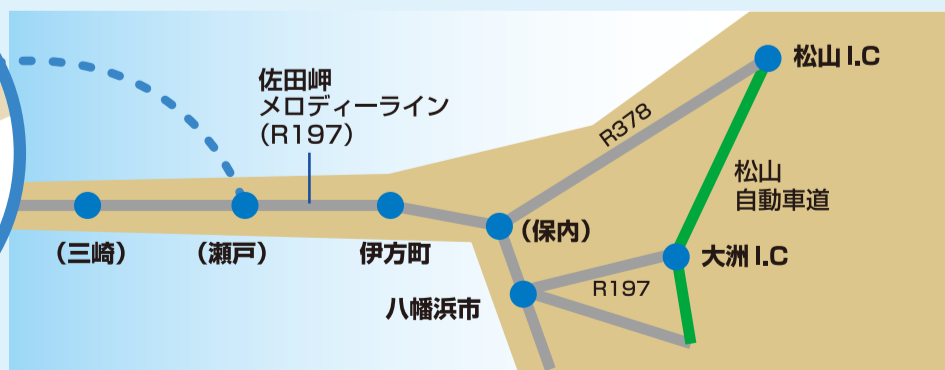 松山 I.C
佐田岬
メロディーライン
(R197)
R378
松山
自動車道
(三崎)
(瀬戸)
伊方町
(保内)
大洲 I.C
八幡浜市
R197